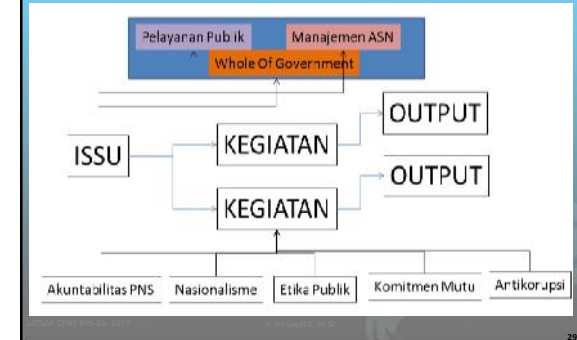 Pelayanan Publik
Manajemen ASN
Whole Of Government
OUTPUT
KEGIATAN
ISSU
OUTPUT
KEGIATAN
Akuntabilitas PNS
Nasionalisme
Etika Publik
Komitmen Mutu
Antikorupsi
29